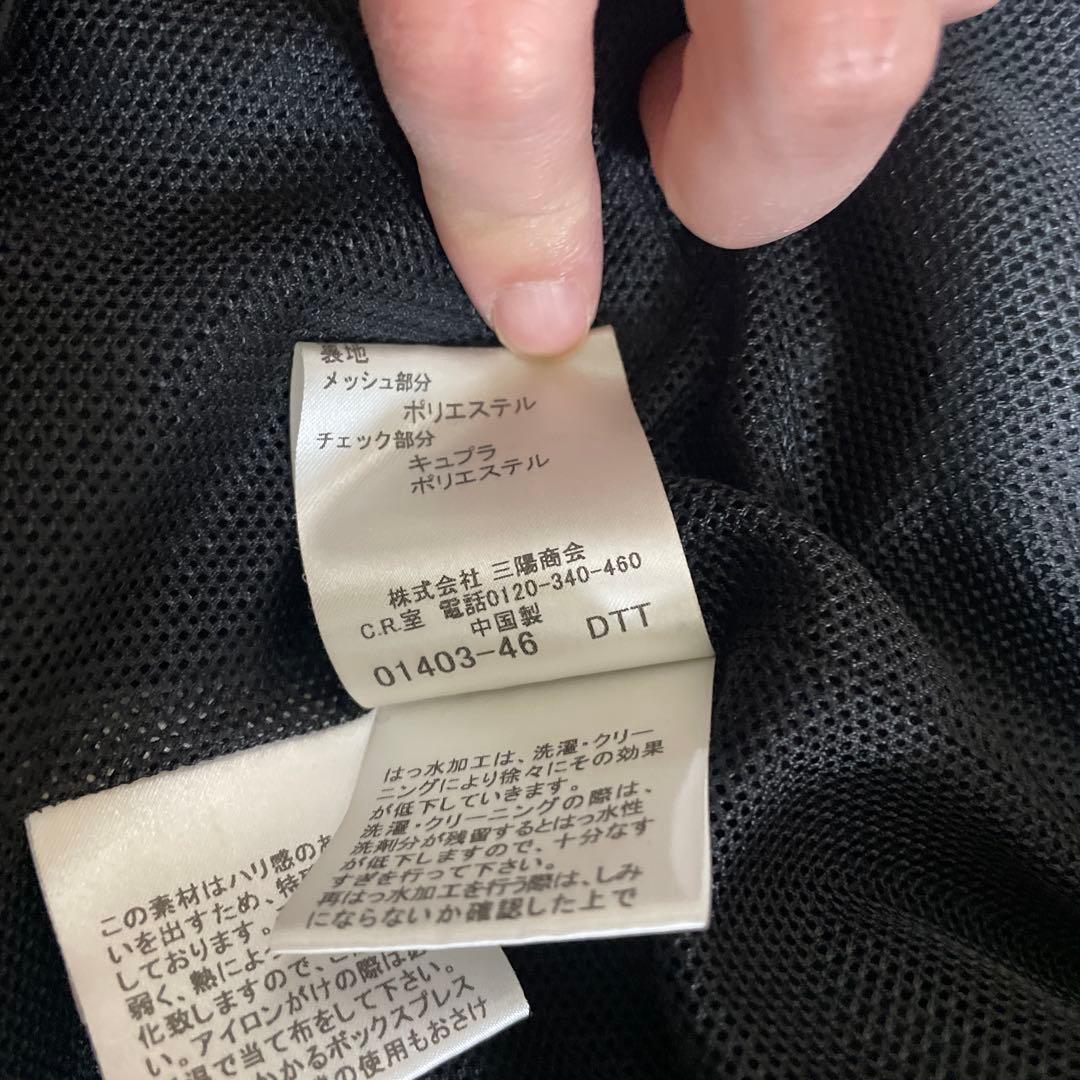 表地
メッシュ部分
ポリエステル
チェック部分
キュプラ
ポリエステル
株式会社 三陽商会
C.R.室 電話0120-340-460
中国製
01403-46 DTT
はっ水加工は、洗濯・クリー
ニングにより徐々にその効果
が低下していきます。
洗濯・クリーニングの際は、
洗剤分が残留するとはっ水性
が低下しますので、十分なす
すぎを行って下さい。
再はっ水加工を行う際は、しみ
にならないか確認した上で
この素材はハリ感の
いを出すため、特
しております。
弱く、熱によ
化致しますので、
い。アイロンがけの際は
温で当て布をして下さい。
かかるボックスプレス
の使用もおさけ